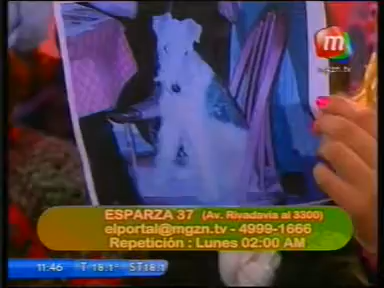 m
mgzn.tv
ESPARZA 37 (Av. Rivadavia al 3300)
elportal@mgzn.tv - 4999-1666
Repetición : Lunes 02:00 AM
11:46 T 18.1° ST 18.1